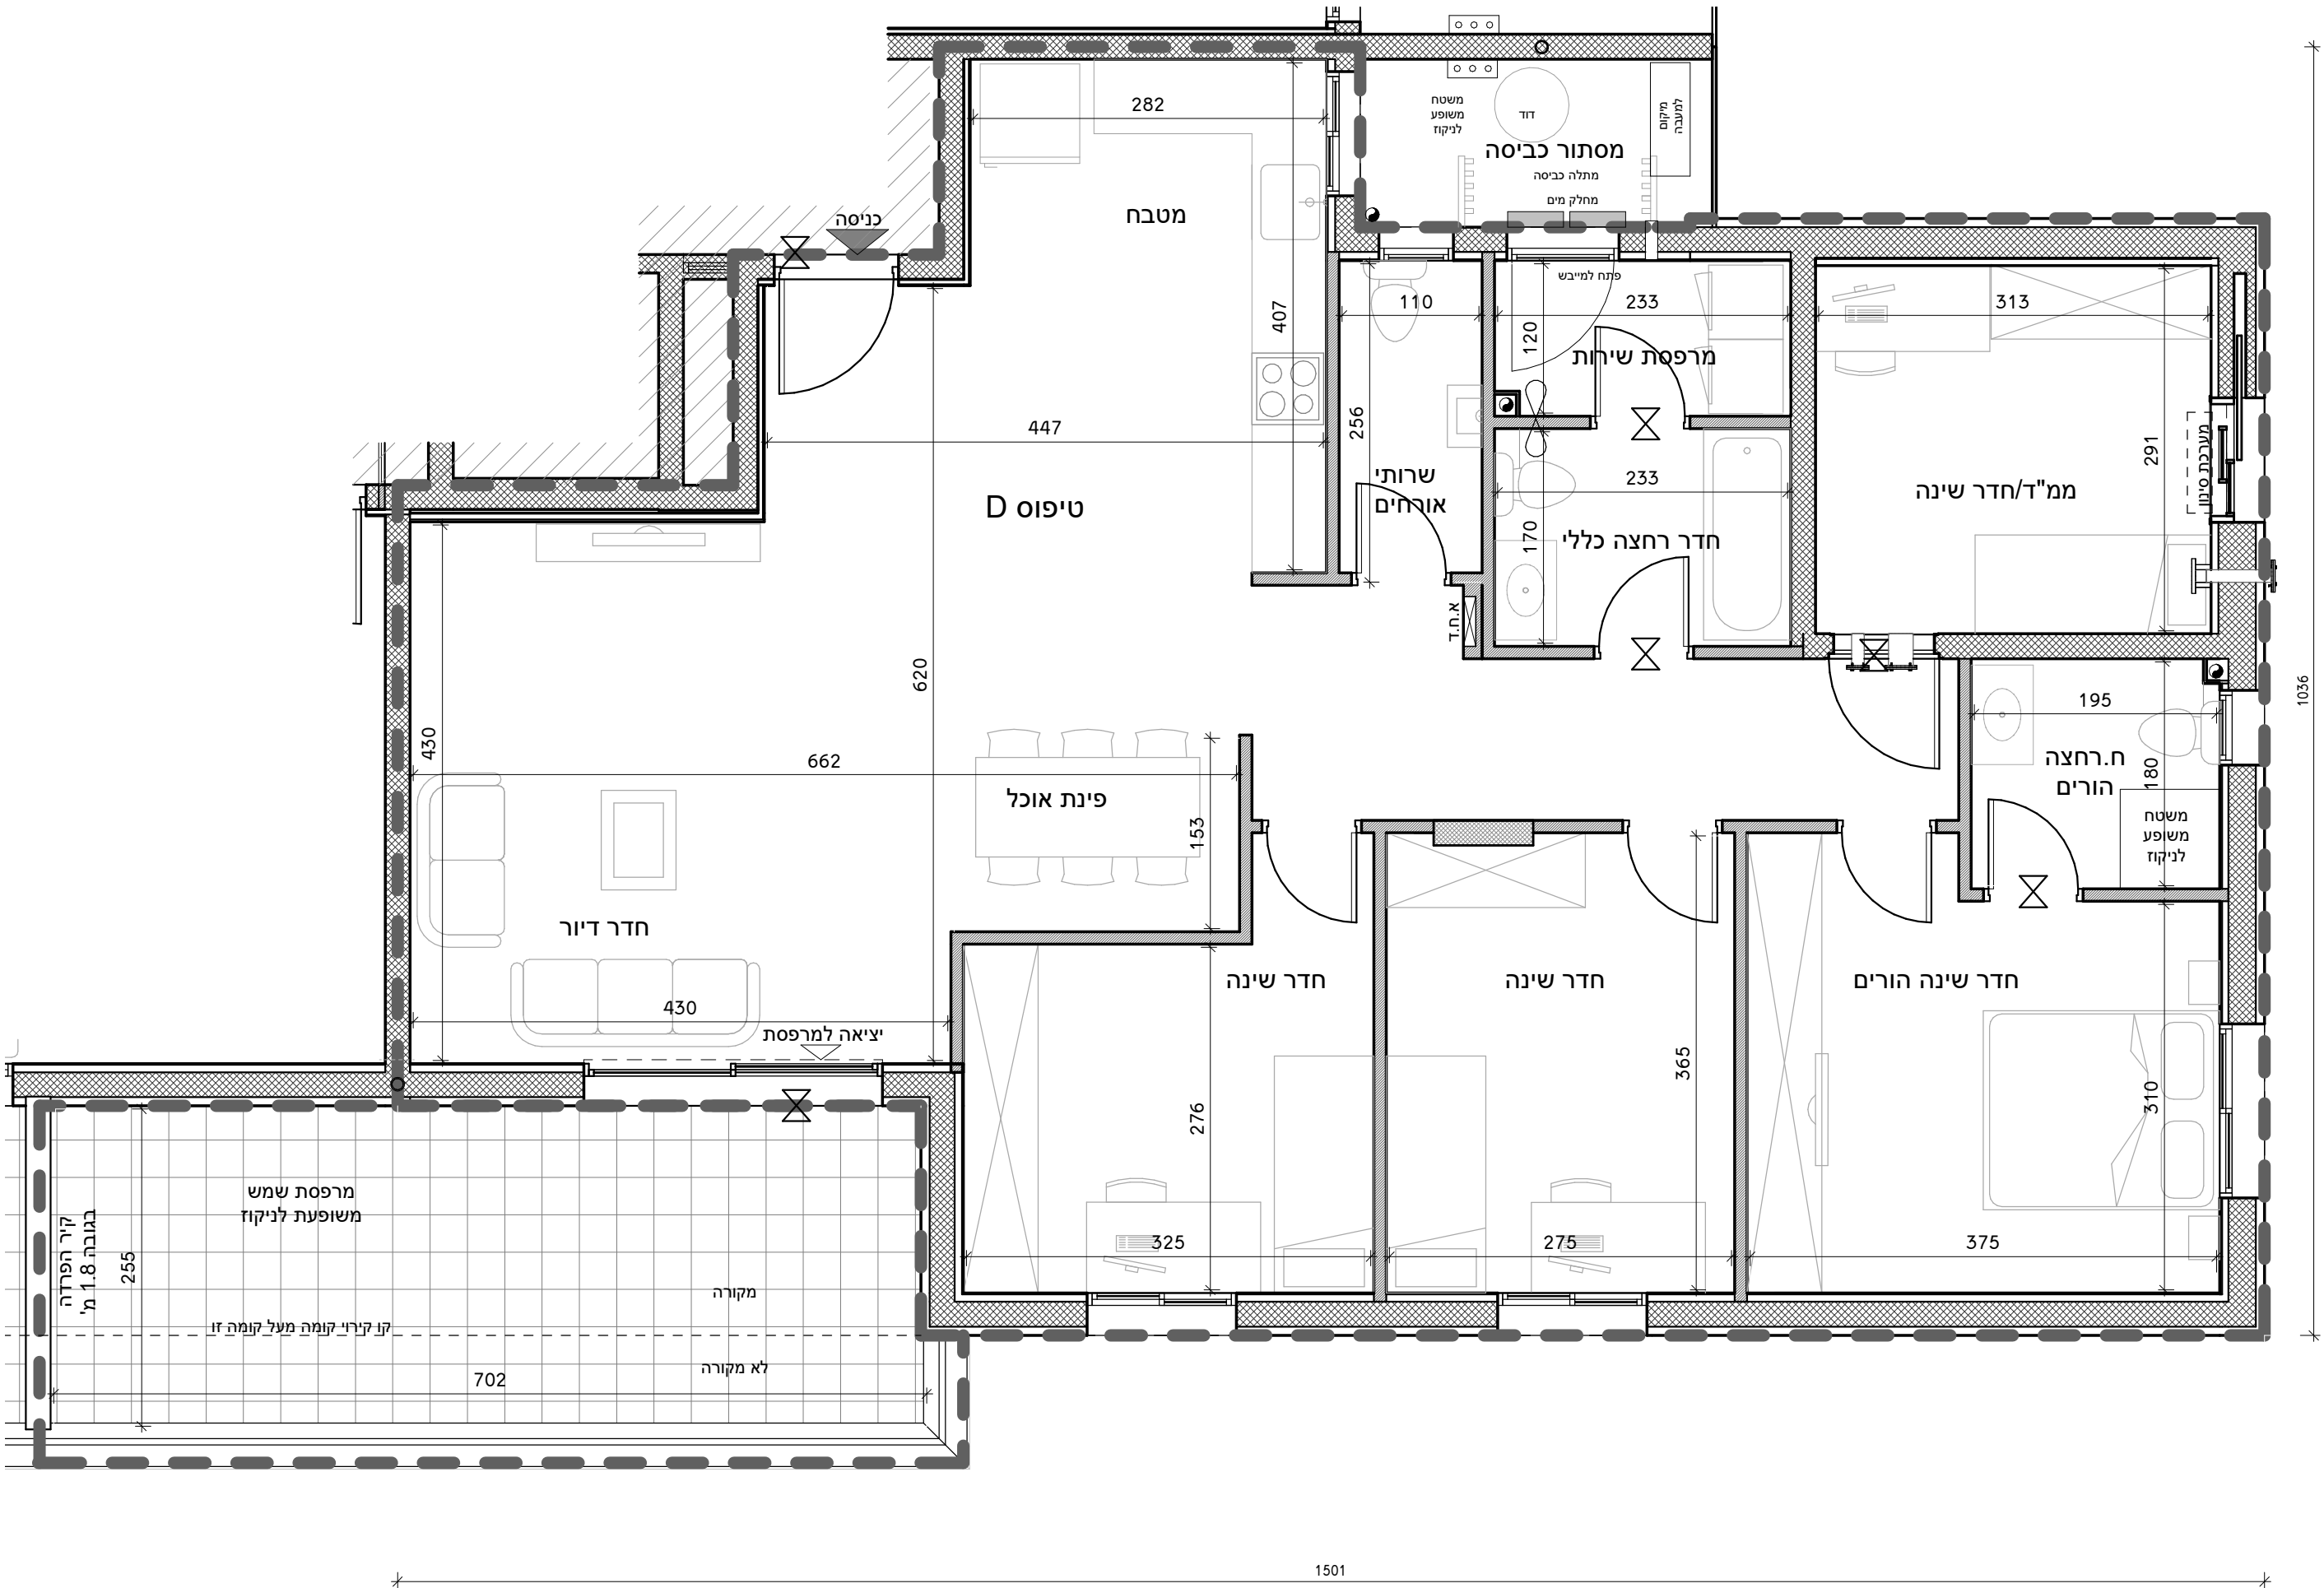 282
משטח
משופע
לניקוז
דוד
מיקום
למעבה
מסתור כביסה
מתלה כביסה
מחלק מים
כניסה
מטבח
407
110
פתח למייבש
233
120
מרפסת שירות
313
291
מערכת סינון
ממ"ד/חדר שינה
447
256
שרותי
אורחים
233
170
חדר רחצה כללי
טיפוס D
א.ח.ד
620
430
662
פינת אוכל
153
195
ח.רחצה
הורים
180
משטח
משופע
לניקוז
1036
חדר דיור
430
יציאה למרפסת
חדר שינה
276
325
חדר שינה
365
275
חדר שינה הורים
310
375
מרפסת שמש
משופעת לניקוז
קיר הפרדה
בגובה 1.8 מ'
255
מקורה
קו קירוי קומה מעל קומה זו
לא מקורה
702
1501